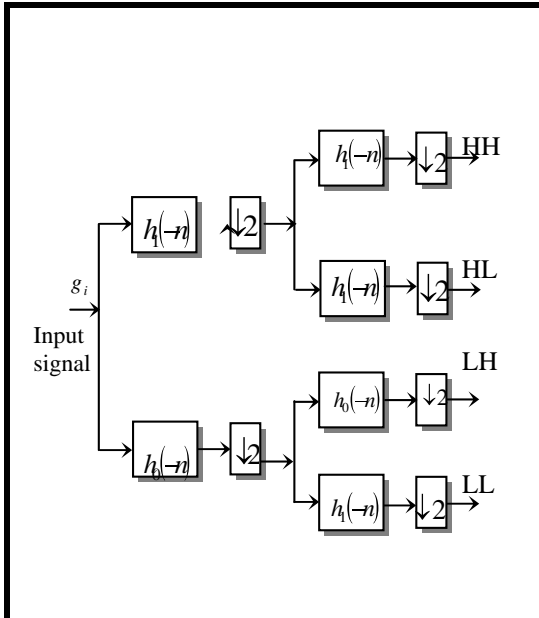 h₁(−n) ↓2 HH
h₁(−n) ↓2
h₁(−n) ↓2 HL
gᵢ
Input
signal
h₀(−n) ↓2 LH
h₀(−n) ↓2
h₁(−n) ↓2 LL